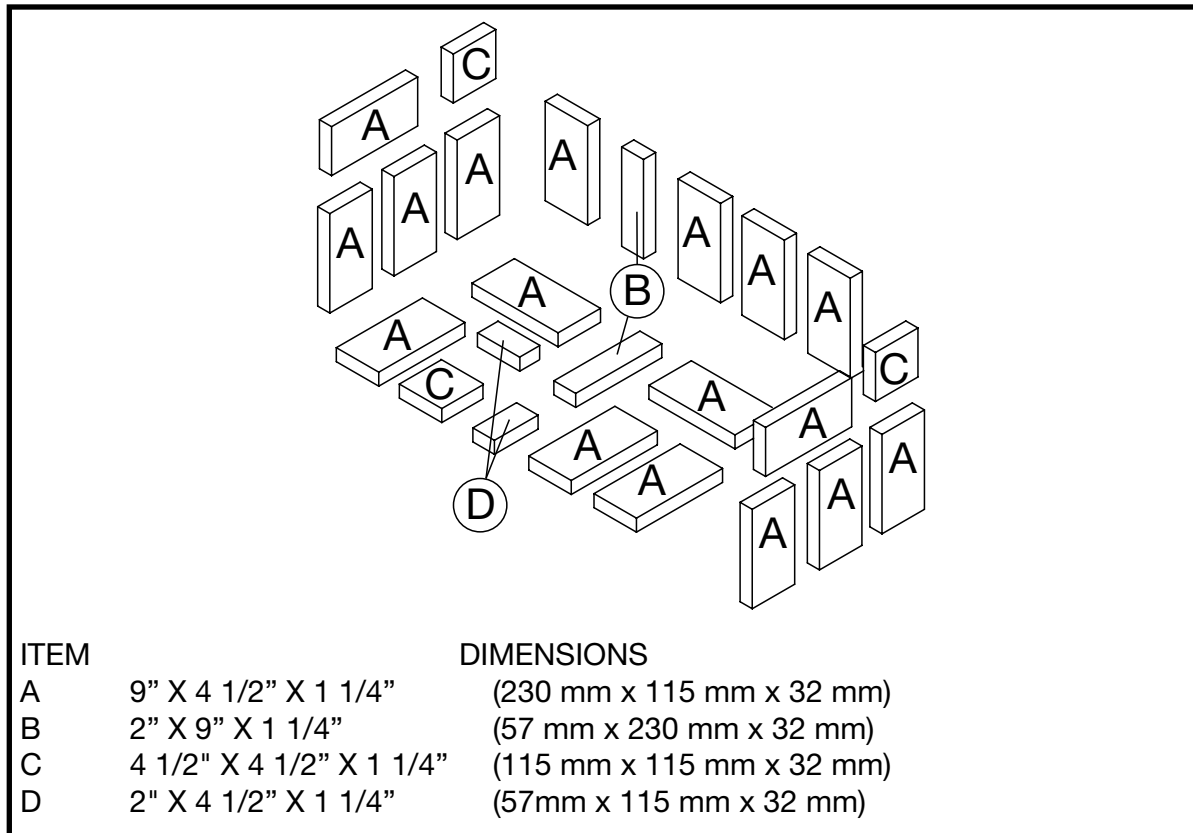 C
A
A
A
A
A
A
A
A
B
A
A
C
C
A
A
A
A
A
A
A
A
D
ITEM DIMENSIONS
A 9” X 4 1/2” X 1 1/4” (230 mm x 115 mm x 32 mm)
B 2” X 9” X 1 1/4” (57 mm x 230 mm x 32 mm)
C 4 1/2" X 4 1/2” X 1 1/4” (115 mm x 115 mm x 32 mm)
D 2" X 4 1/2” X 1 1/4” (57mm x 115 mm x 32 mm)